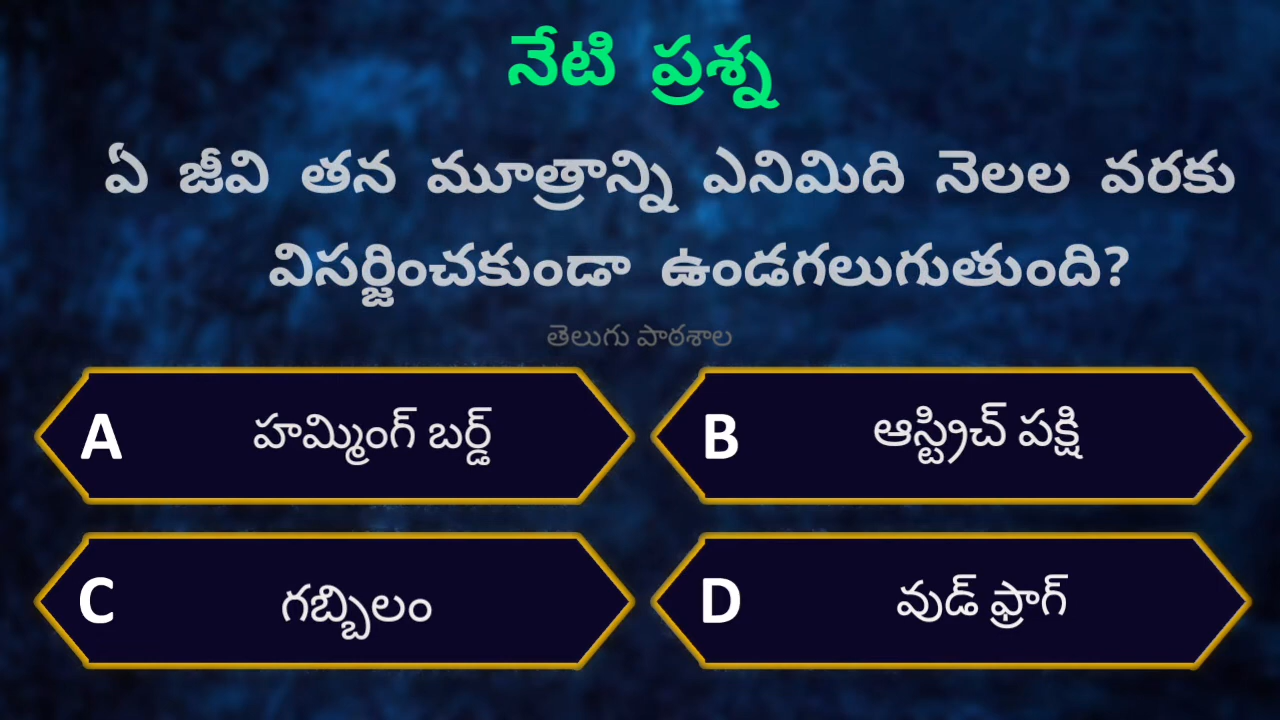 నేటి ప్రశ్న
ఏ జీవి తన మూత్రాన్ని ఎనిమిది నెలల వరకు
విసర్జించకుండా ఉండగలుగుతుంది?
తెలుగు పాఠశాల
A హమ్మింగ్ బర్డ్
B ఆస్ట్రిచ్ పక్షి
C గబ్బిలం
D వుడ్ ఫ్రాగ్